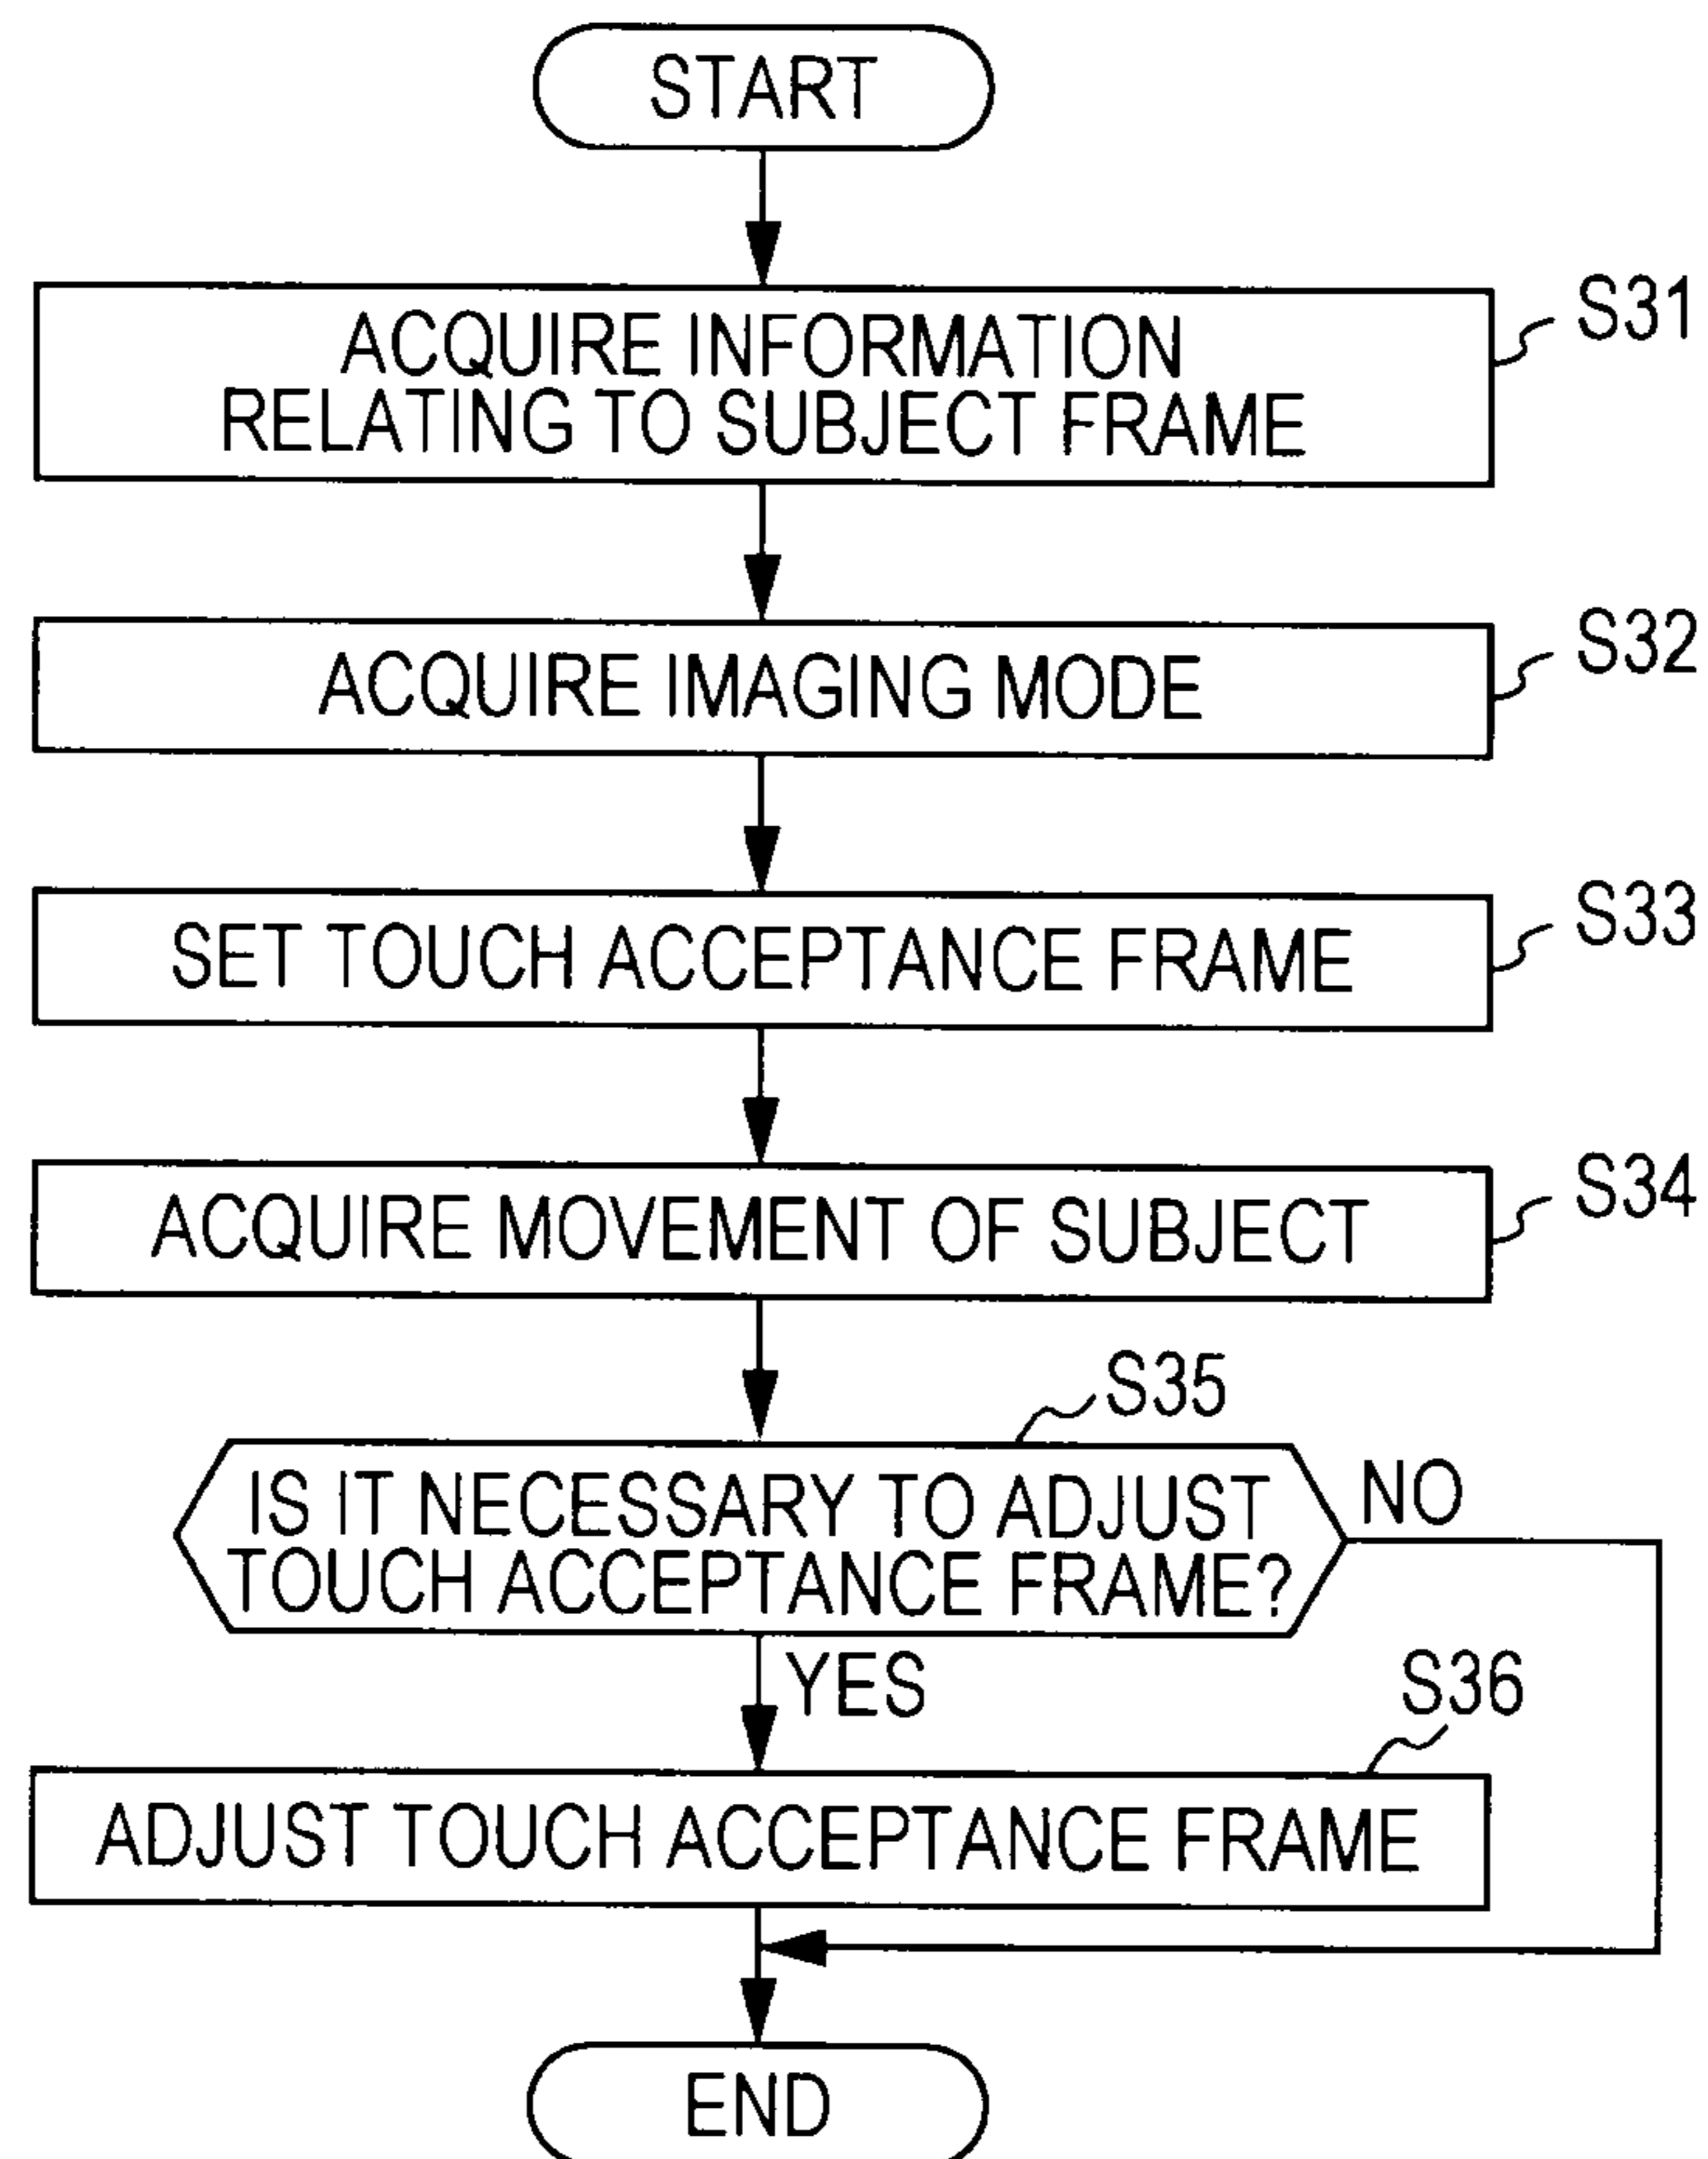 START
ACQUIRE INFORMATION
RELATING TO SUBJECT FRAME
S31
ACQUIRE IMAGING MODE
S32
SET TOUCH ACCEPTANCE FRAME
S33
ACQUIRE MOVEMENT OF SUBJECT
S34
S35
IS IT NECESSARY TO ADJUST
TOUCH ACCEPTANCE FRAME?
NO
YES
S36
ADJUST TOUCH ACCEPTANCE FRAME
END